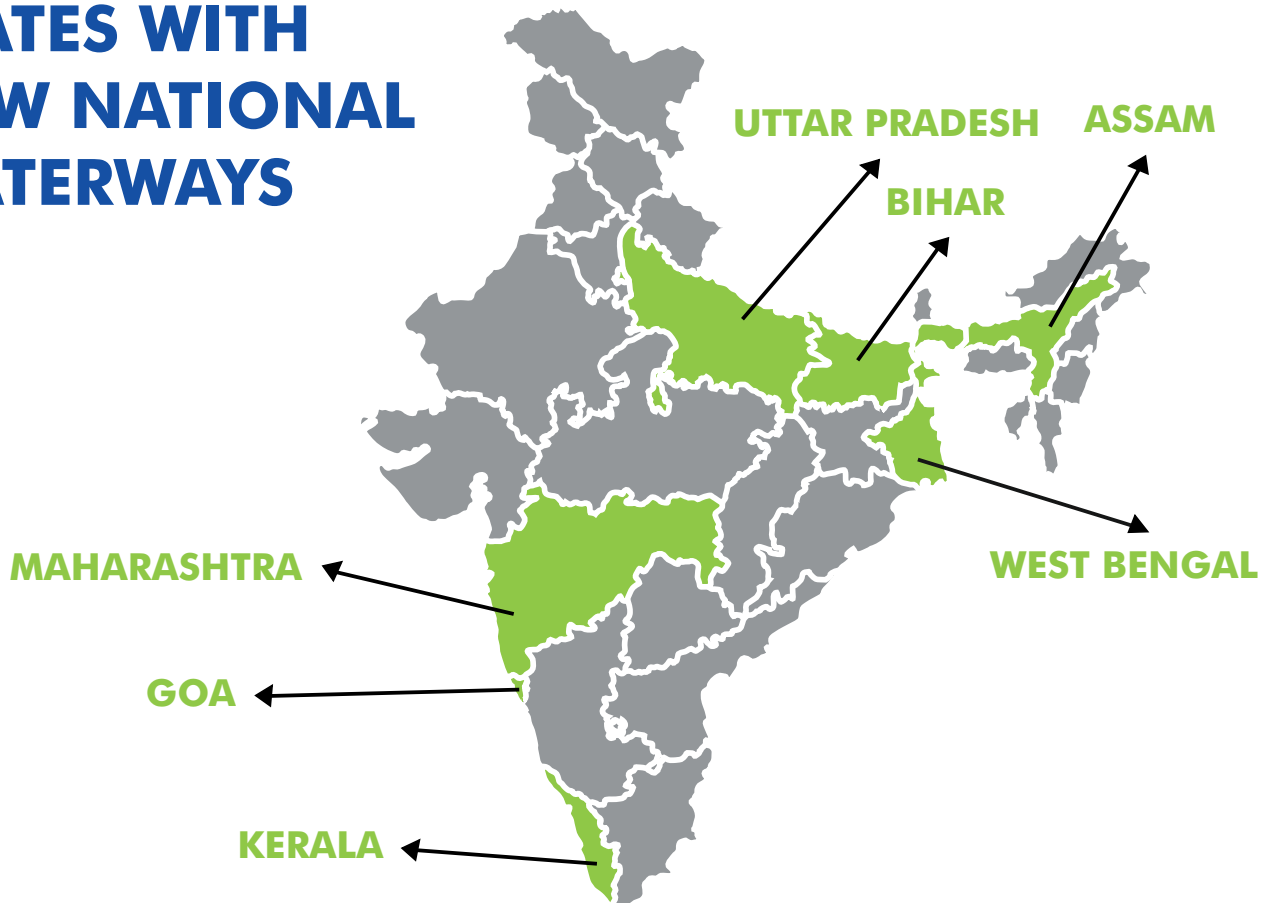 ATES WITH
W NATIONAL
ATERWAYS
UTTAR PRADESH
ASSAM
BIHAR
MAHARASHTRA
WEST BENGAL
GOA
KERALA